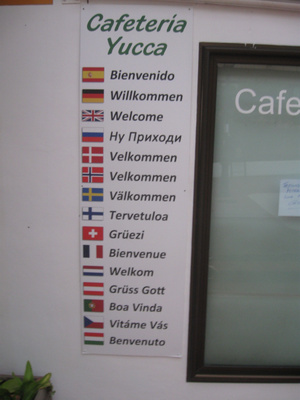 Cafetería
Yucca
Bienvenido
Willkommen
Welcome
Ну Приходи
Velkommen
Velkommen
Välkommen
Tervetuloa
Grüezi
Bienvenue
Welkom
Grüss Gott
Boa Vinda
Vitáme Vás
Benvenuto
Cafe